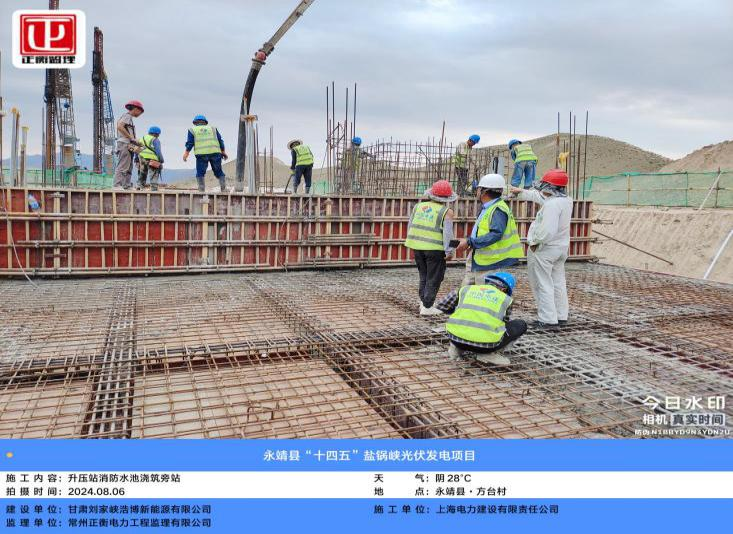 正衡监理
今日水印
相机 真实时间
防伪 N1BBYD9N3YDN2U
永靖县“十四五”盐锅峡光伏发电项目
施工内容：升压站消防水池浇筑旁站
天 气：阴 28°C
拍摄时间：2024.08.06
地 点：永靖县·方台村
建设单位：甘肃刘家峡浩博新能源有限公司
施工单位：上海电力建设有限责任公司
监理单位：常州正衡电力工程监理有限公司